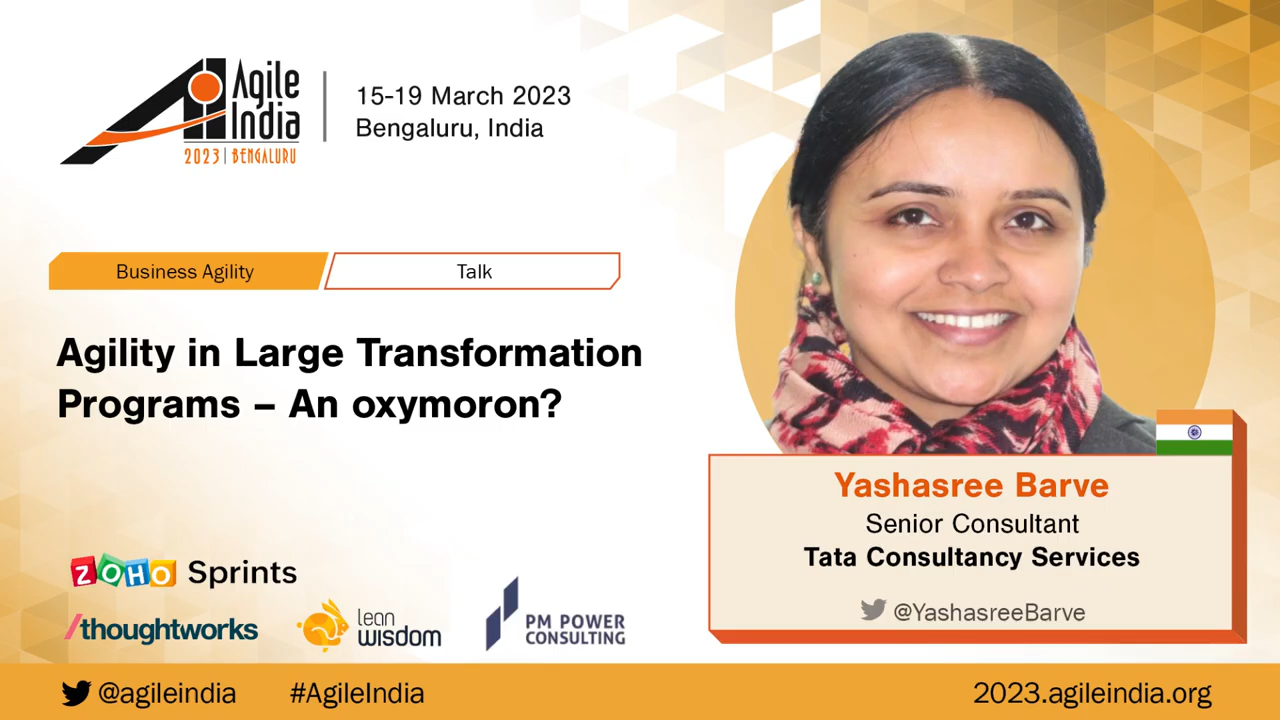 Agile
India
2023 | BENGALURU
15-19 March 2023
Bengaluru, India
Business Agility
Talk
Agility in Large Transformation
Programs – An oxymoron?
Yashasree Barve
Senior Consultant
Tata Consultancy Services
@YashasreeBarve
ZOHO Sprints
/thoughtworks
lean
wisdom
PM POWER
CONSULTING
@agileindia
#AgileIndia
2023.agileindia.org